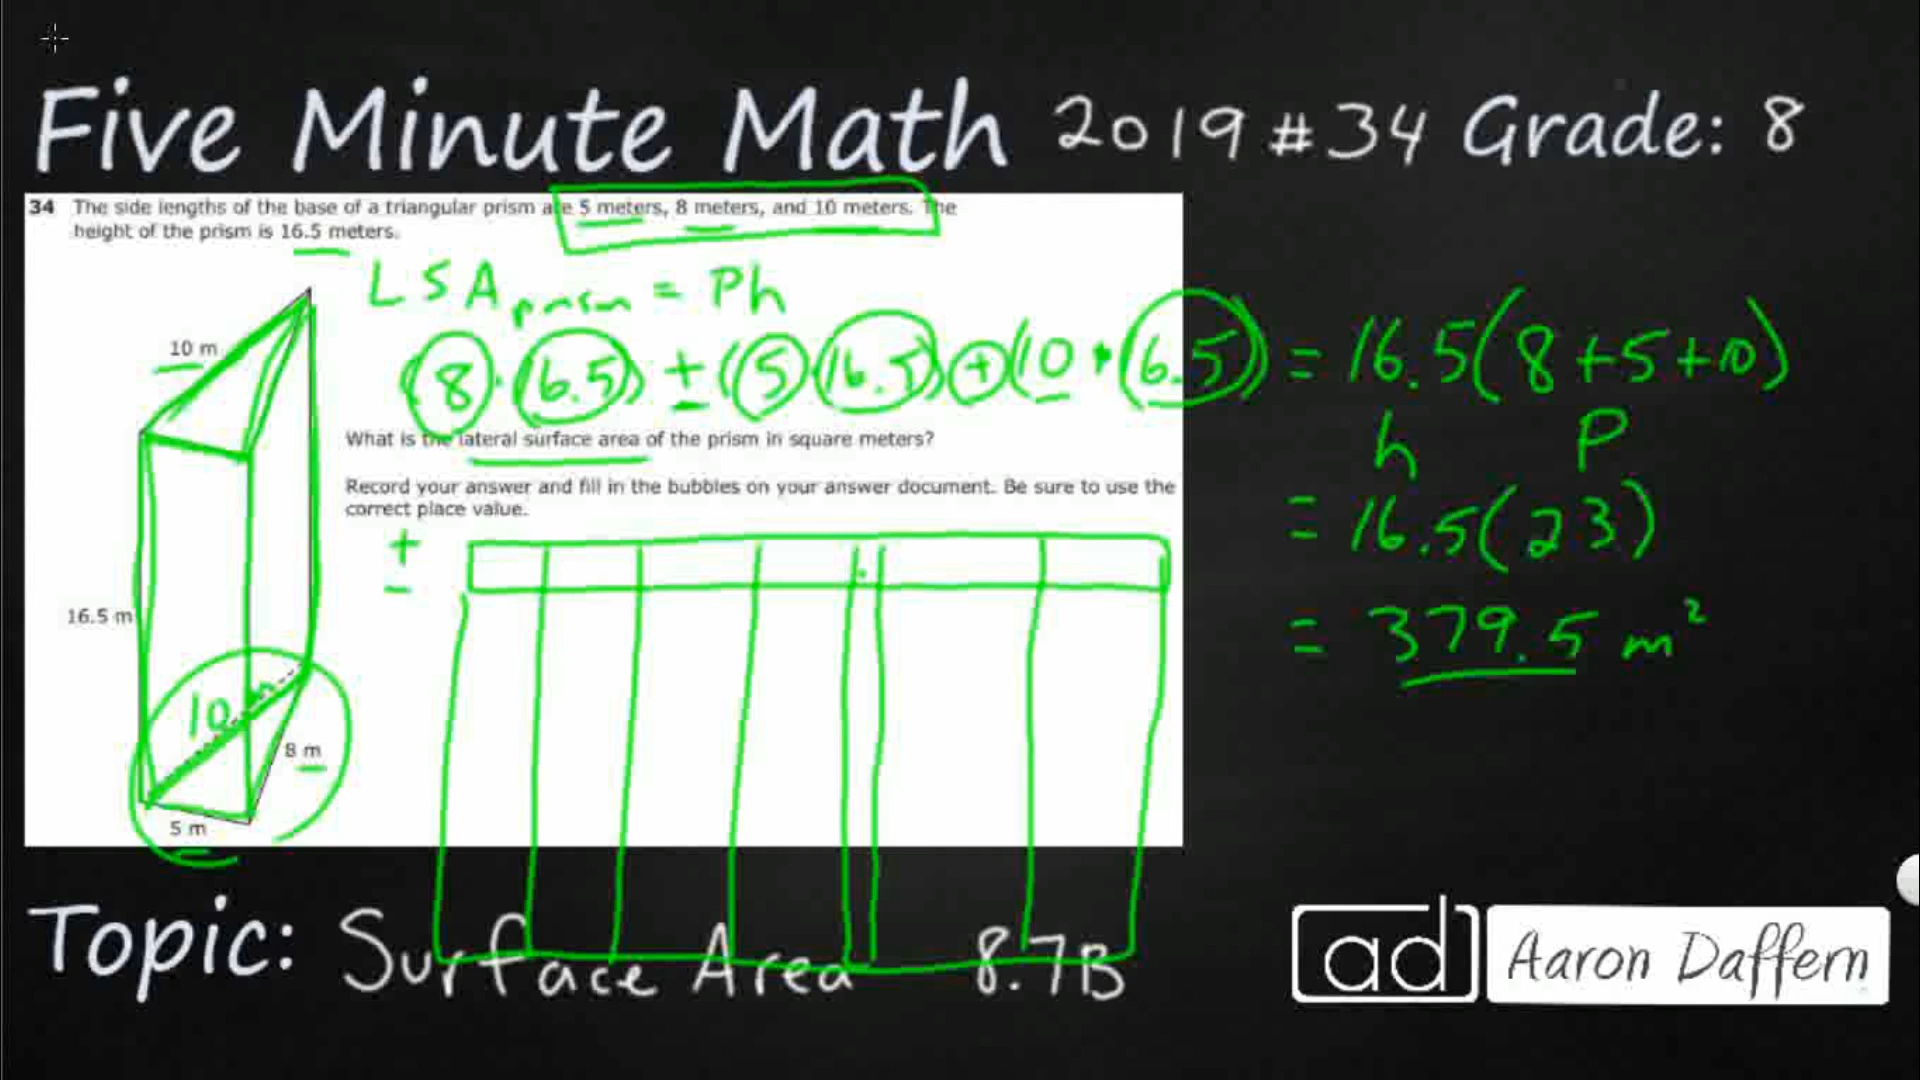 Five Minute Math 2019 #34 Grade: 8
34 The side lengths of the base of a triangular prism are 5 meters, 8 meters, and 10 meters. The
height of the prism is 16.5 meters.
LSA prism = Ph
10 m
(8·16.5) + (5·16.5) + (10·16.5) = 16.5(8+5+10)
h P
What is the lateral surface area of the prism in square meters?
Record your answer and fill in the bubbles on your answer document. Be sure to use the
correct place value.
= 16.5(23)
+
-
.
16.5 m
= 379.5 m²
10 m
8 m
5 m
Topic: Surface Area 8.7B
ad Aaron Daffern